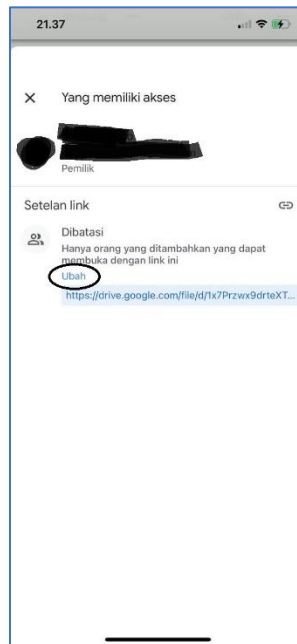 21.37
Yang memiliki akses
Pemilik
Setelan link
Dibatasi
Hanya orang yang ditambahkan yang dapat
membuka dengan link ini
Ubah
https://drive.google.com/file/d/1x7Przwx9drteXT...